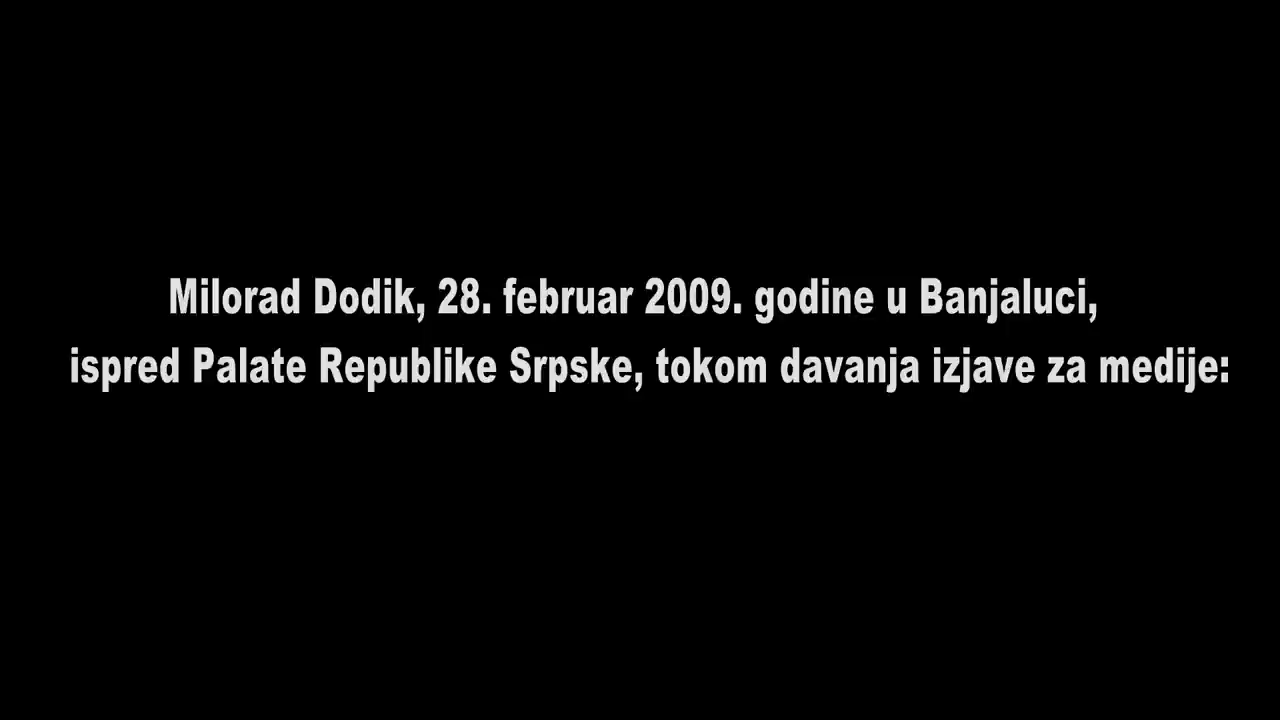 Milorad Dodik, 28. februar 2009. godine u Banjaluci,
ispred Palate Republike Srpske, tokom davanja izjave za medije: